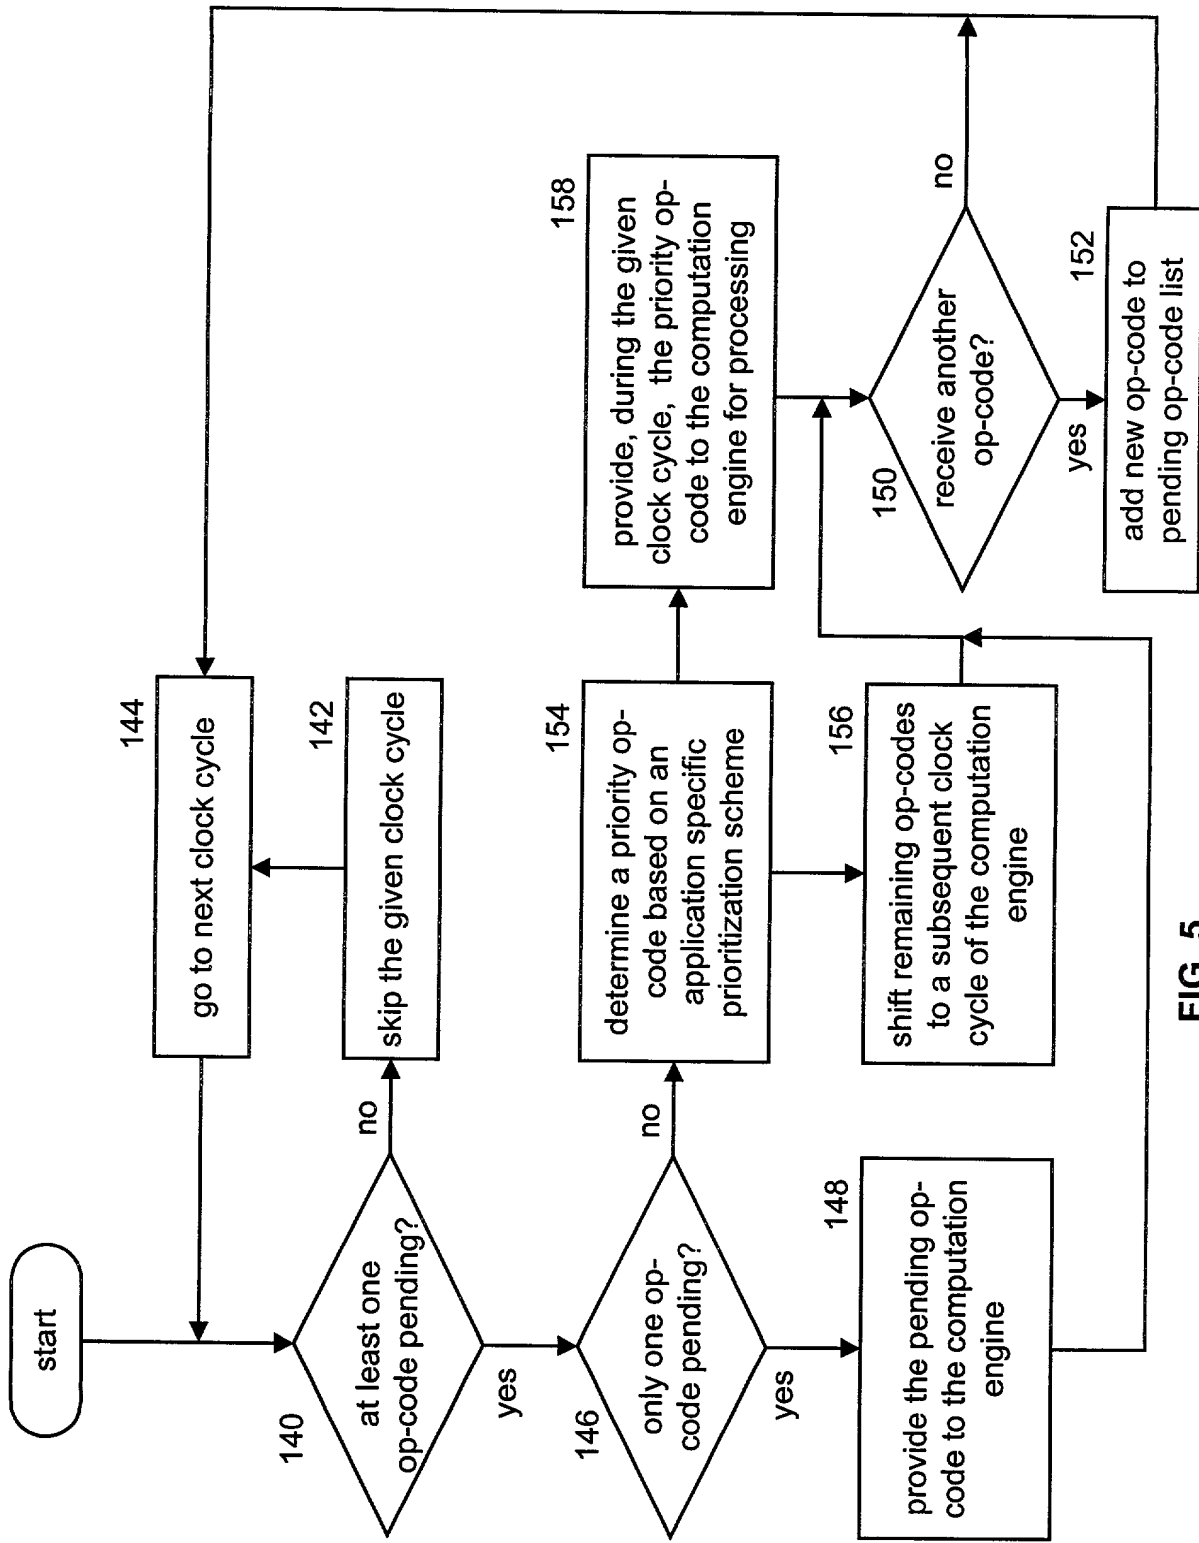 start
140
at least one
op-code pending?
no
yes
144
go to next clock cycle
142
skip the given clock cycle
146
only one op-
code pending?
no
yes
148
provide the pending op-
code to the computation
engine
154
determine a priority op-
code based on an
application specific
prioritization scheme
156
shift remaining op-codes
to a subsequent clock
cycle of the computation
engine
158
provide, during the given
clock cycle, the priority op-
code to the computation
engine for processing
150
receive another
op-code?
no
yes
152
add new op-code to
pending op-code list
FIG. 5